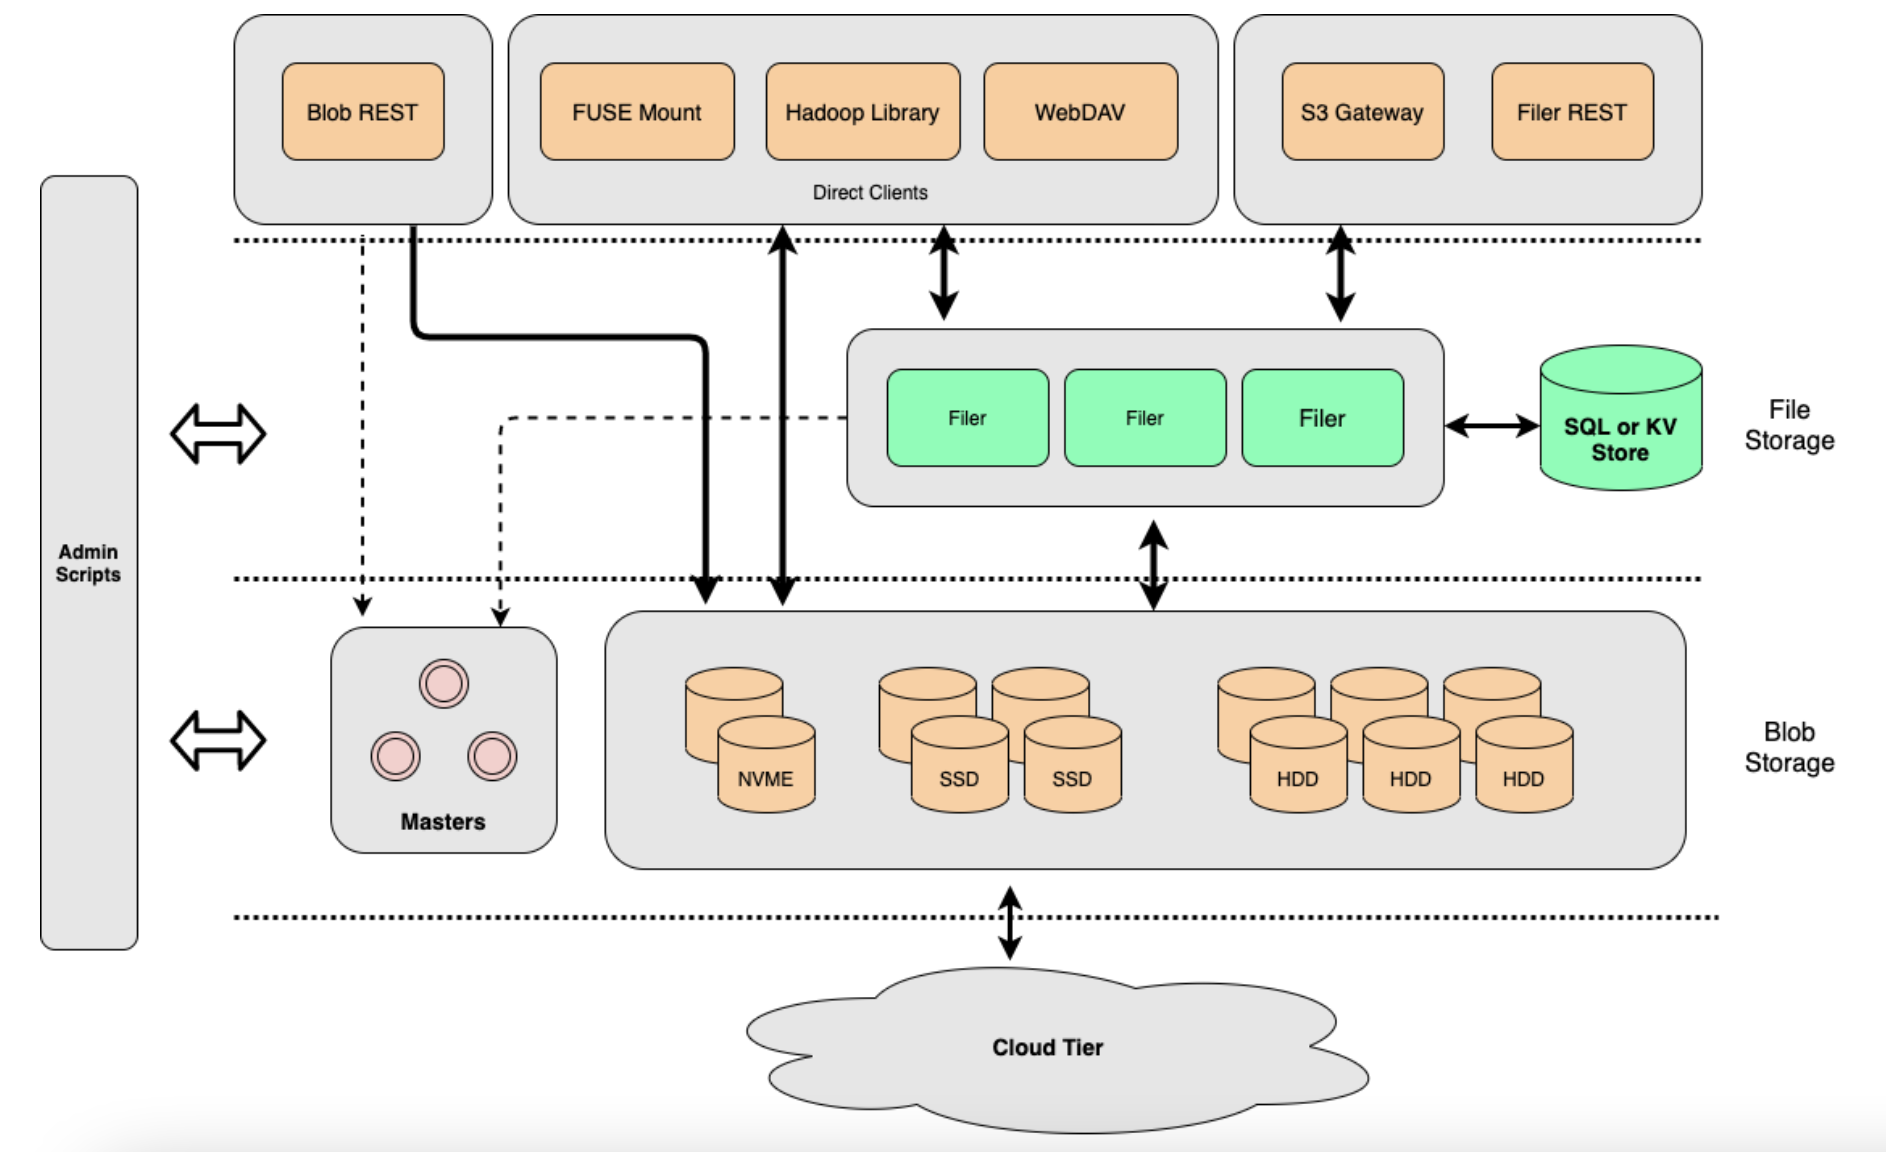 Blob REST
FUSE Mount
Hadoop Library
WebDAV
S3 Gateway
Filer REST
Direct Clients
Filer
Filer
Filer
SQL or KV
Store
File
Storage
Admin
Scripts
Masters
NVME
SSD
SSD
HDD
HDD
HDD
Blob
Storage
Cloud Tier